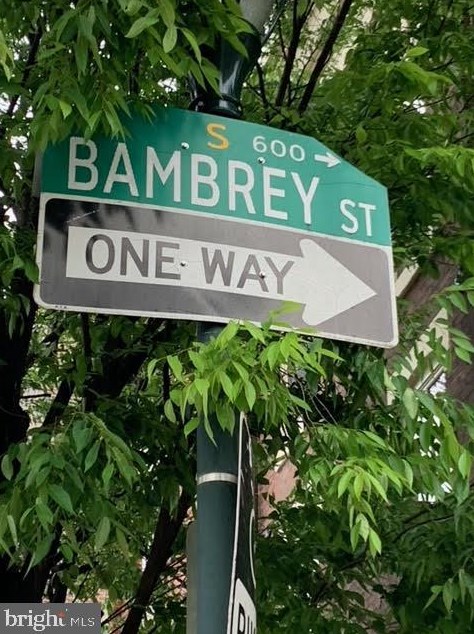 S 600 →
BAMBREY ST
ONE WAY
bright MLS